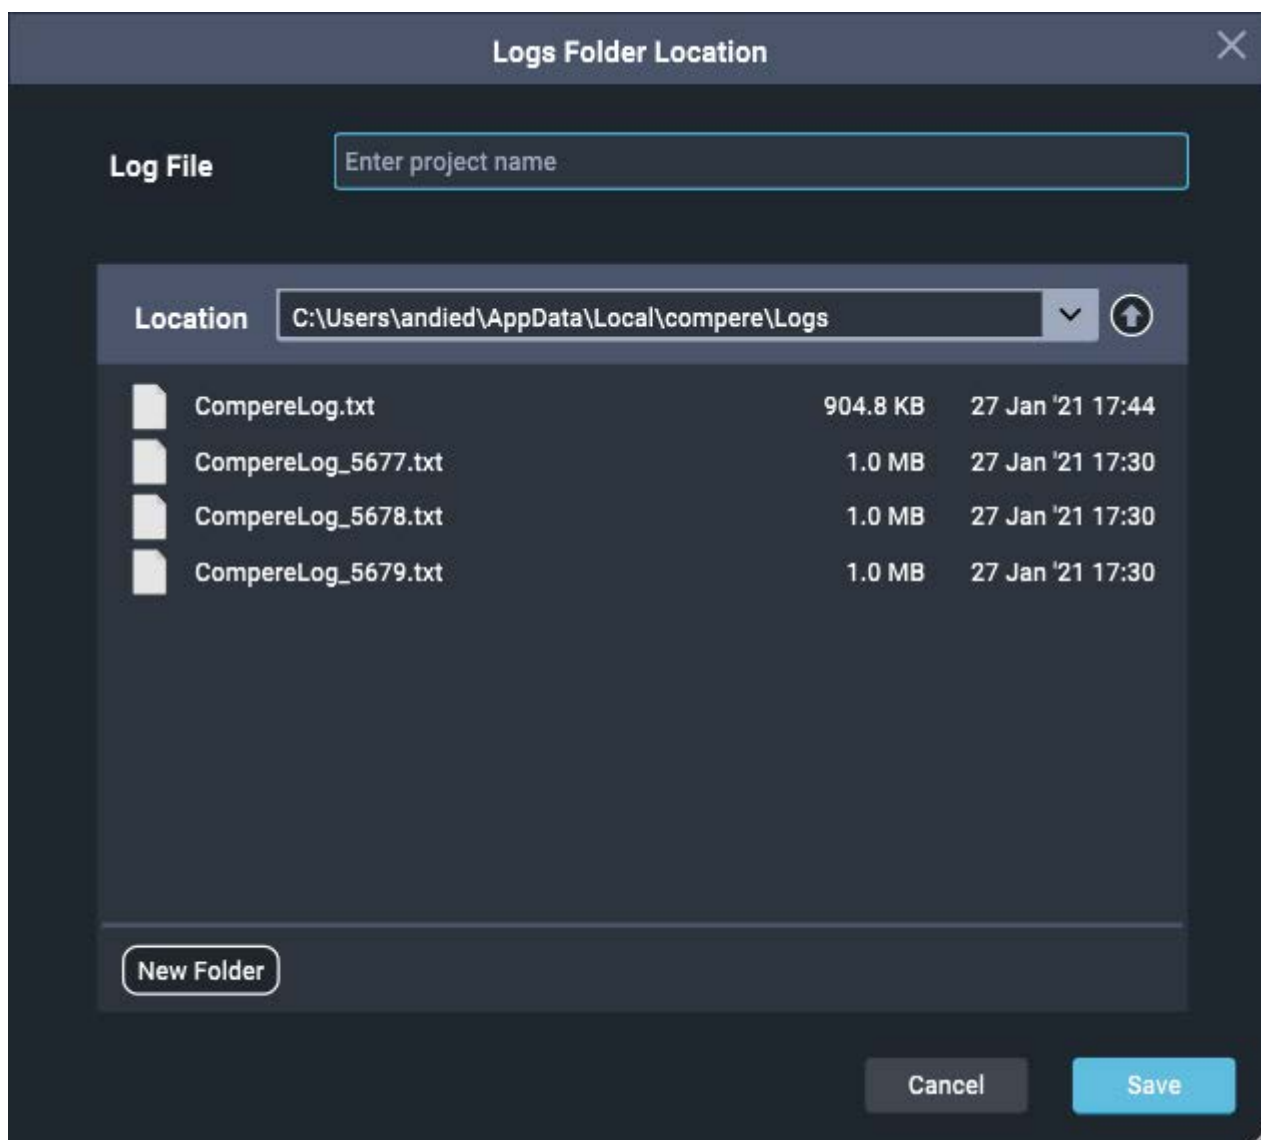 Logs Folder Location
Log File
Enter project name
Location
C:\Users\andied\AppData\Local\compere\Logs
CompereLog.txt 904.8 KB 27 Jan '21 17:44
CompereLog_5677.txt 1.0 MB 27 Jan '21 17:30
CompereLog_5678.txt 1.0 MB 27 Jan '21 17:30
CompereLog_5679.txt 1.0 MB 27 Jan '21 17:30
New Folder
Cancel
Save